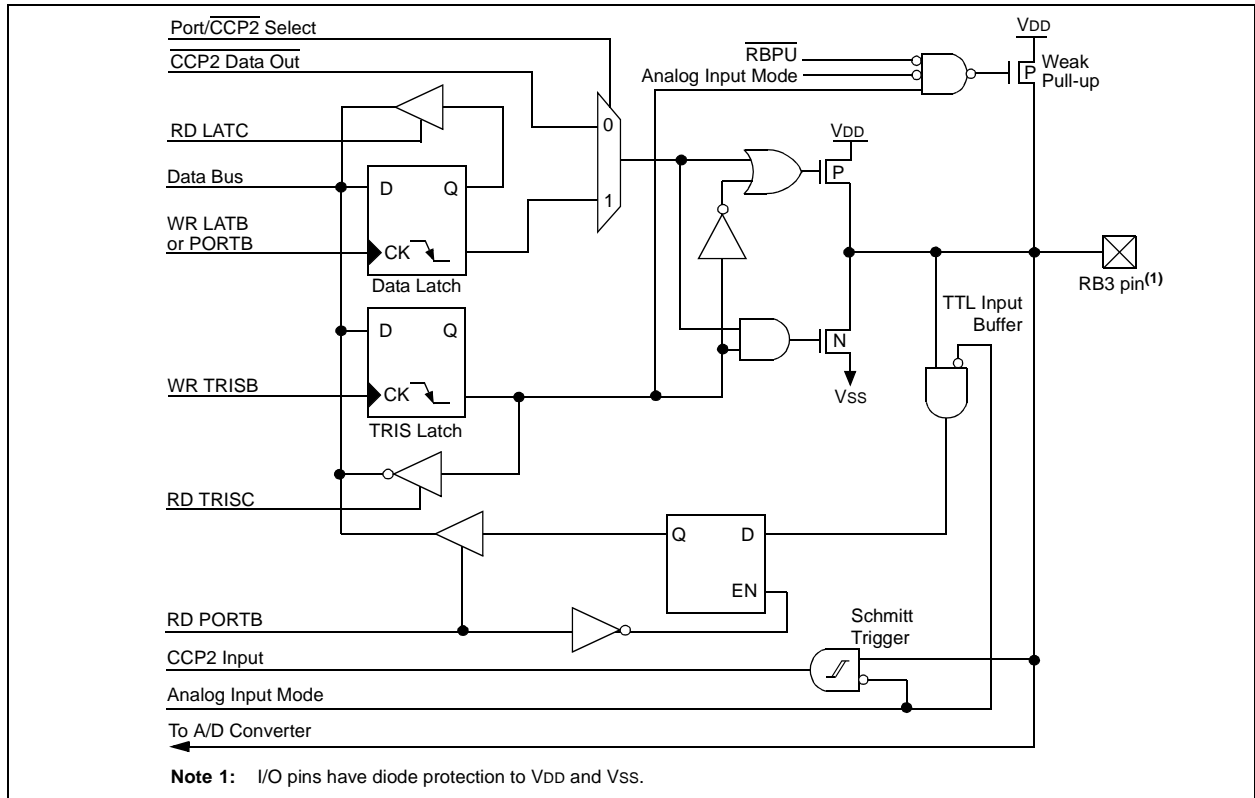 Port/CCP2 Select
CCP2 Data Out
RD LATC
Data Bus
WR LATB
or PORTB
WR TRISB
RD TRISC
RD PORTB
CCP2 Input
Analog Input Mode
To A/D Converter
D Q
CK
Data Latch
D Q
CK
TRIS Latch
0
1
RBPU
Analog Input Mode
VDD
P
Weak
Pull-up
VDD
P
N
VSS
RB3 pin(1)
TTL Input
Buffer
Q D
EN
Schmitt
Trigger
Note 1: I/O pins have diode protection to VDD and VSS.